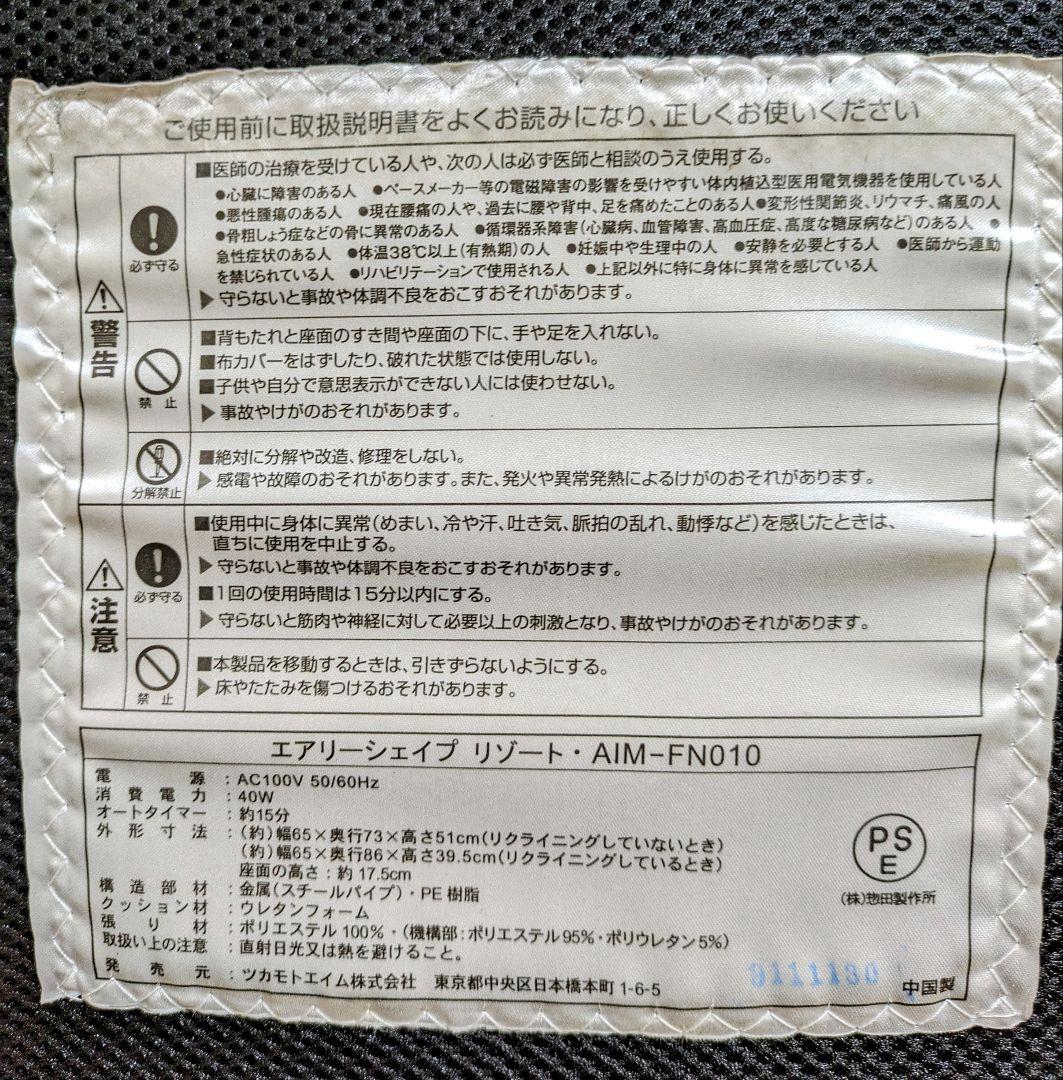 ご使用前に取扱説明書をよくお読みになり、正しくお使いください
警告
必ず守る
■医師の治療を受けている人や、次の人は必ず医師と相談のうえ使用する。
●心臓に障害のある人 ●ペースメーカー等の電磁障害の影響を受けやすい体内植込型医用電気機器を使用している人
●悪性腫瘍のある人 ●現在腰痛の人や、過去に腰や背中、足を痛めたことのある人●変形性関節炎、リウマチ、痛風の人
●骨粗しょう症などの骨に異常のある人 ●循環器系障害(心臓病、血管障害、高血圧症、高度な糖尿病など)のある人 ●
急性症状のある人 ●体温38℃以上(有熱期)の人 ●妊娠中や生理中の人 ●安静を必要とする人 ●医師から運動
を禁じられている人 ●リハビリテーションで使用される人 ●上記以外に特に身体に異常を感じている人
▶守らないと事故や体調不良をおこすおそれがあります。
禁止
■背もたれと座面のすき間や座面の下に、手や足を入れない。
■布カバーをはずしたり、破れた状態では使用しない。
■子供や自分で意思表示ができない人には使わせない。
▶事故やけがのおそれがあります。
分解禁止
■絶対に分解や改造、修理をしない。
▶感電や故障のおそれがあります。また、発火や異常発熱によるけがのおそれがあります。
注意
必ず守る
■使用中に身体に異常(めまい、冷や汗、吐き気、脈拍の乱れ、動悸など)を感じたときは、
直ちに使用を中止する。
▶守らないと事故や体調不良をおこすおそれがあります。
■1回の使用時間は15分以内にする。
▶守らないと筋肉や神経に対して必要以上の刺激となり、事故やけがのおそれがあります。
禁止
■本製品を移動するときは、引きずらないようにする。
▶床やたたみを傷つけるおそれがあります。
エアリーシェイプ リゾート・AIM-FN010
電源:AC100V 50/60Hz
消費電力:40W
オートタイマー:約15分
外形寸法:(約)幅65×奥行73×高さ51cm(リクライニングしていないとき)
(約)幅65×奥行86×高さ39.5cm(リクライニングしているとき)
座面の高さ:約17.5cm
構造部材:金属(スチールパイプ)・PE樹脂
クッション材:ウレタンフォーム
張り材:ポリエステル100%・(機構部:ポリエステル95%・ポリウレタン5%)
取扱い上の注意:直射日光又は熱を避けること。
発売元:ツカモトエイム株式会社 東京都中央区日本橋本町1-6-5
PS
E
(株)惣田製作所
9111130
中国製